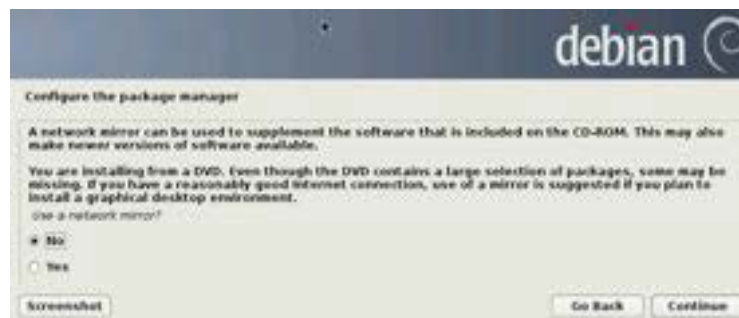 debian
Configure the package manager
A network mirror can be used to supplement the software that is included on the CD-ROM. This may also
make newer versions of software available.
You are installing from a DVD. Even though the DVD contains a large selection of packages, some may be
missing. If you have a reasonably good Internet connection, use of a mirror is suggested if you plan to
install a graphical desktop environment.
Use a network mirror?
No
Yes
Screenshot
Go Back
Continue